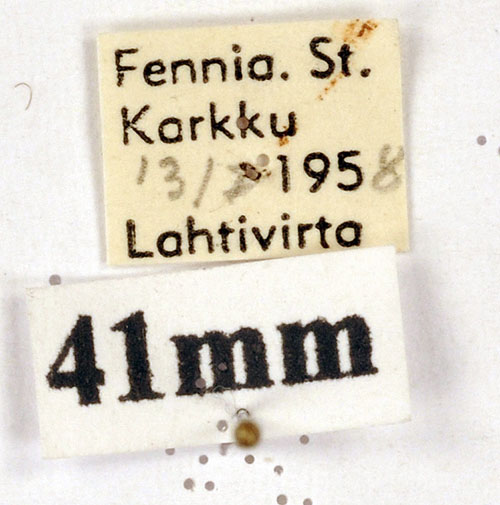 Fennia. St.
Karkku
13/ 1958
Lahtivirta
41mm